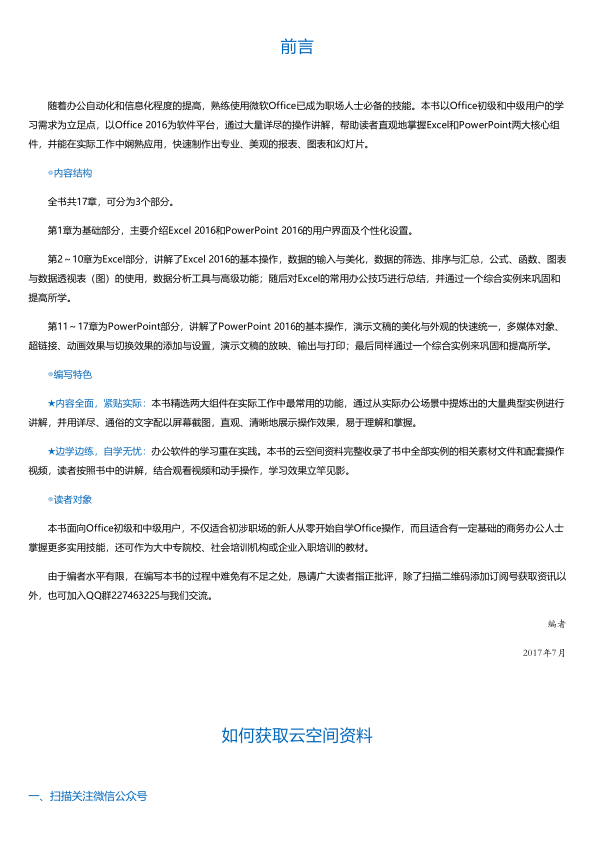 前言
随着办公自动化和信息化程度的提高，熟练使用微软Office已成为职场人士必备的技能。本书以Office初级和中级用户的学
习需求为立足点，以Office 2016为软件平台，通过大量详尽的操作讲解，帮助读者直观地掌握Excel和PowerPoint两大核心组
件，并能在实际工作中娴熟应用，快速制作出专业、美观的报表、图表和幻灯片。
◎内容结构
全书共17章，可分为3个部分。
第1章为基础部分，主要介绍Excel 2016和PowerPoint 2016的用户界面及个性化设置。
第2～10章为Excel部分，讲解了Excel 2016的基本操作，数据的输入与美化，数据的筛选、排序与汇总，公式、函数、图表
与数据透视表（图）的使用，数据分析工具与高级功能；随后对Excel的常用办公技巧进行总结，并通过一个综合实例来巩固和
提高所学。
第11～17章为PowerPoint部分，讲解了PowerPoint 2016的基本操作，演示文稿的美化与外观的快速统一，多媒体对象、
超链接、动画效果与切换效果的添加与设置，演示文稿的放映、输出与打印；最后同样通过一个综合实例来巩固和提高所学。
◎编写特色
★内容全面，紧贴实际：本书精选两大组件在实际工作中最常用的功能，通过从实际办公场景中提炼出的大量典型实例进行
讲解，并用详尽、通俗的文字配以屏幕截图，直观、清晰地展示操作效果，易于理解和掌握。
★边学边练，自学无忧：办公软件的学习重在实践。本书的云空间资料完整收录了书中全部实例的相关素材文件和配套操作
视频，读者按照书中的讲解，结合观看视频和动手操作，学习效果立竿见影。
◎读者对象
本书面向Office初级和中级用户，不仅适合初涉职场的新人从零开始自学Office操作，而且适合有一定基础的商务办公人士
掌握更多实用技能，还可作为大中专院校、社会培训机构或企业入职培训的教材。
由于编者水平有限，在编写本书的过程中难免有不足之处，恳请广大读者指正批评，除了扫描二维码添加订阅号获取资讯以
外，也可加入QQ群227463225与我们交流。
编者
2017年7月
如何获取云空间资料
一、扫描关注微信公众号